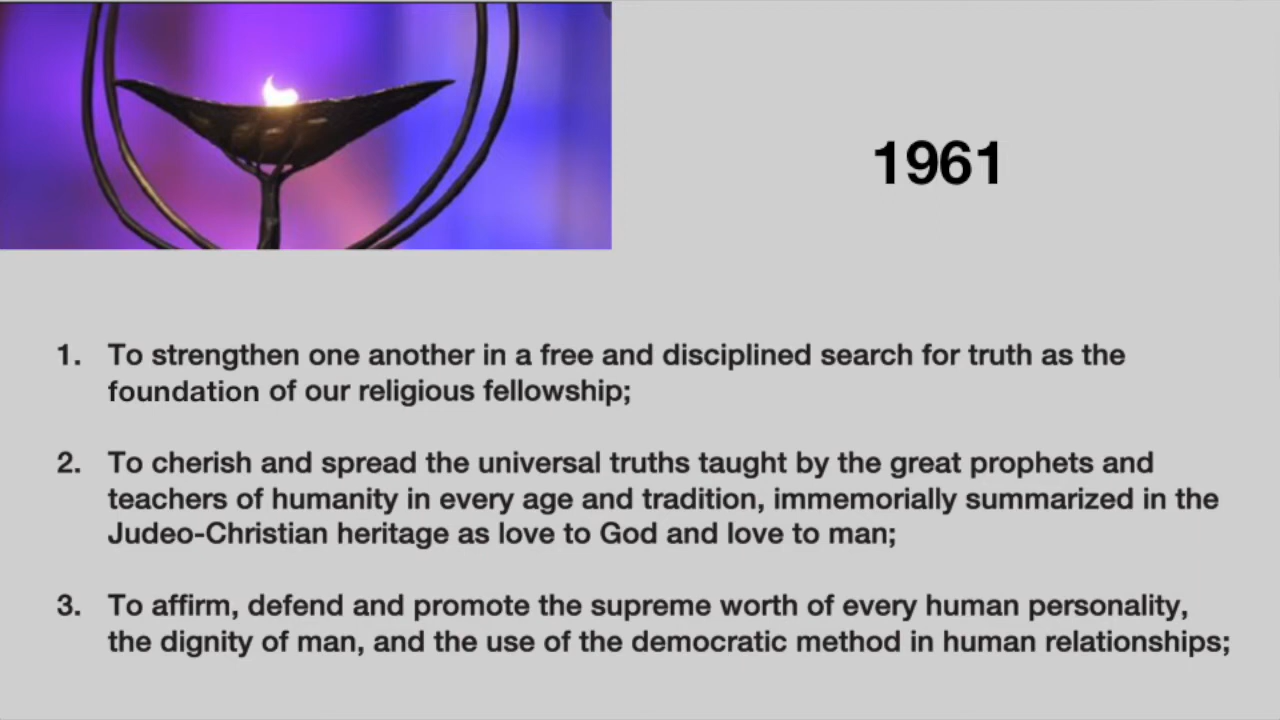 1961
1. To strengthen one another in a free and disciplined search for truth as the
foundation of our religious fellowship;
2. To cherish and spread the universal truths taught by the great prophets and
teachers of humanity in every age and tradition, immemorially summarized in the
Judeo-Christian heritage as love to God and love to man;
3. To affirm, defend and promote the supreme worth of every human personality,
the dignity of man, and the use of the democratic method in human relationships;